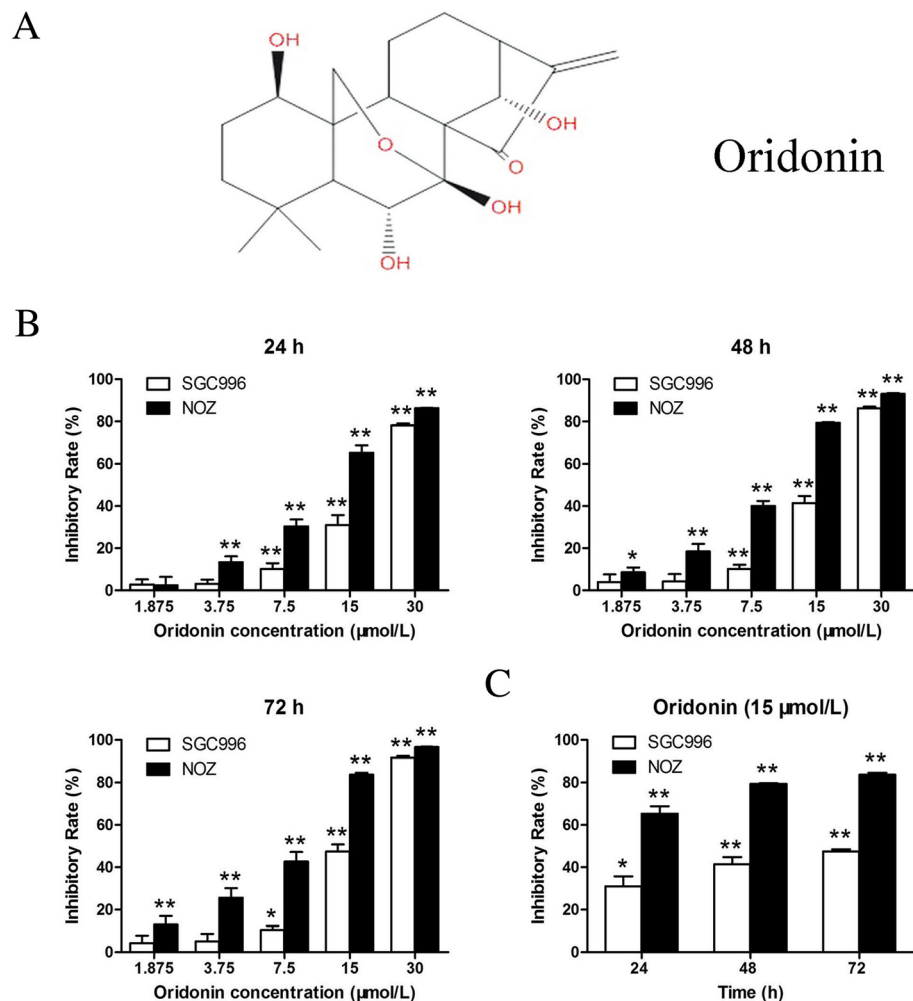 A
OH
O
OH
O
OH
OH
Oridonin
B
24 h
SGC996
NOZ
Inhibitory Rate (%)
100
80
60
40
20
0
** ** ** ** ** ** **
1.875 3.75 7.5 15 30
Oridonin concentration (μmol/L)
48 h
SGC996
NOZ
Inhibitory Rate (%)
100
80
60
40
20
0
* ** ** ** ** ** ** **
1.875 3.75 7.5 15 30
Oridonin concentration (μmol/L)
72 h
SGC996
NOZ
Inhibitory Rate (%)
100
80
60
40
20
0
** ** * ** ** ** ** **
1.875 3.75 7.5 15 30
Oridonin concentration (μmol/L)
C
Oridonin (15 μmol/L)
SGC996
NOZ
Inhibitory Rate (%)
100
80
60
40
20
0
* ** ** ** ** **
24 48 72
Time (h)